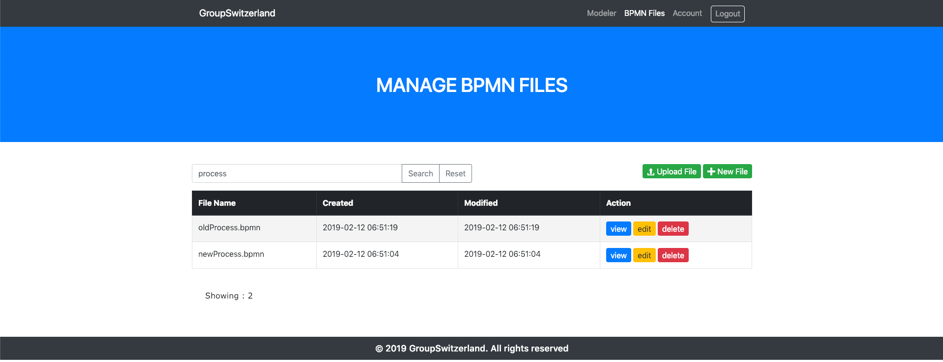 GroupSwitzerland Modeler BPMN Files Account Logout
MANAGE BPMN FILES
process Search Reset Upload File New File
File Name Created Modified Action
oldProcess.bpmn 2019-02-12 06:51:19 2019-02-12 06:51:19 view edit delete
newProcess.bpmn 2019-02-12 06:51:04 2019-02-12 06:51:04 view edit delete
Showing : 2
© 2019 GroupSwitzerland. All rights reserved